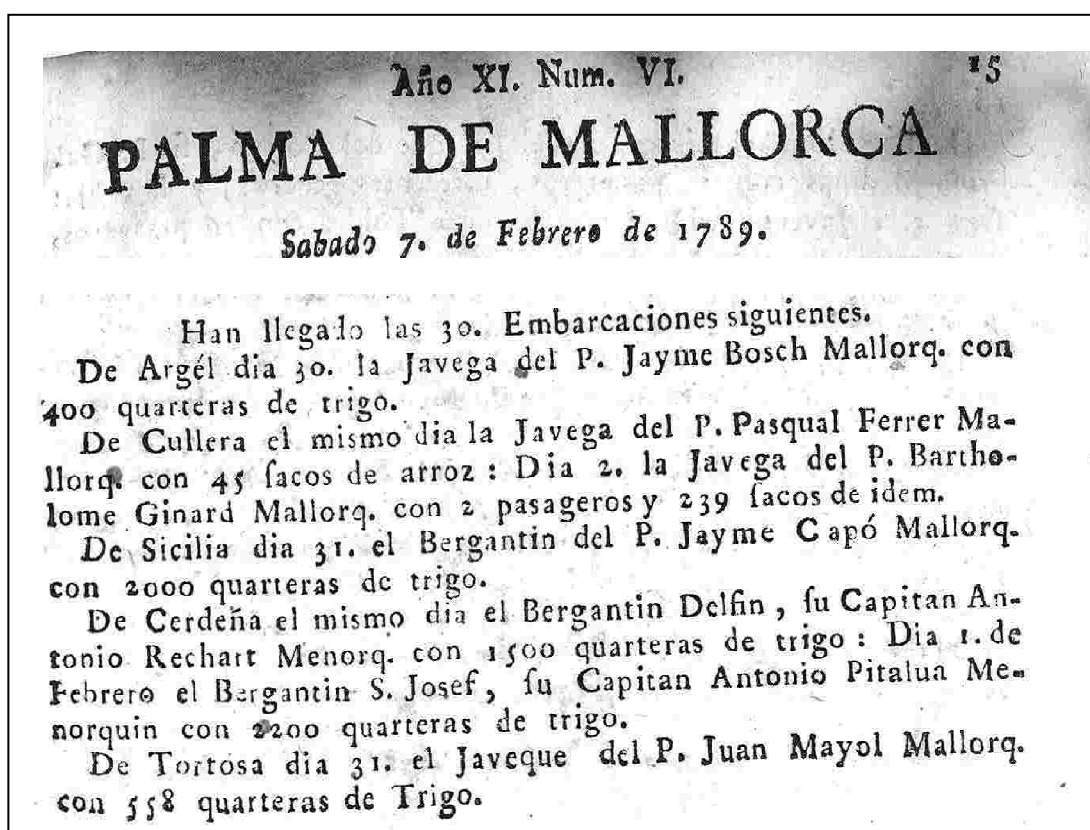 Año XI. Num. VI. 15
PALMA DE MALLORCA
Sabado 7. de Febrero de 1789.
Han llegado las 30. Embarcaciones siguientes.
De Argél dia 30. la Javega del P. Jayme Bosch Mallorq. con
400 quarteras de trigo.
De Cullera el mismo dia la Javega del P. Pasqual Ferrer Ma-
llorq. con 45 ſacos de arroz : Dia 2. la Javega del P. Bartho-
lome Ginard Mallorq. con 2 pasageros y 239 ſacos de idem.
De Sicilia dia 31. el Bergantin del P. Jayme Capó Mallorq.
con 2000 quarteras de trigo.
De Cerdeña el mismo dia el Bergantin Delfin , ſu Capitan An-
tonio Rechart Menorq. con 1500 quarteras de trigo : Dia 1. de
Febrero el Bergantin S. Josef, ſu Capitan Antonio Pitalua Me-
norquin con 2200 quarteras de trigo.
De Tortosa dia 31. el Javeque del P. Juan Mayol Mallorq.
con 558 quarteras de Trigo.